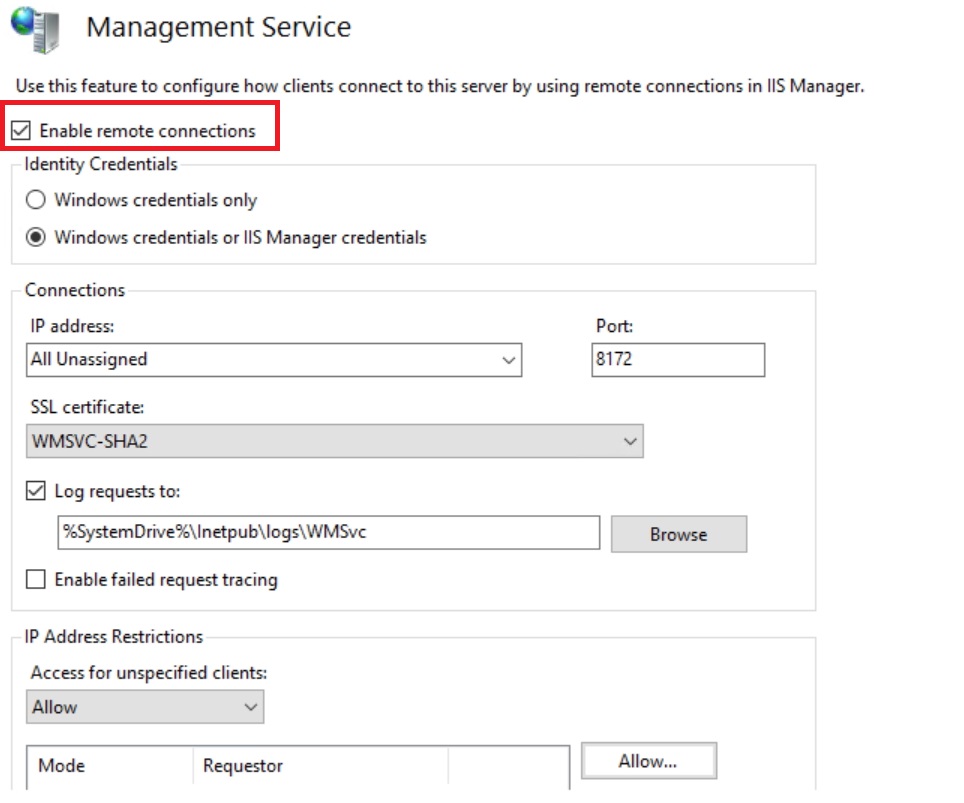 Management Service
Use this feature to configure how clients connect to this server by using remote connections in IIS Manager.
Enable remote connections
Identity Credentials
Windows credentials only
Windows credentials or IIS Manager credentials
Connections
IP address:
Port:
All Unassigned
8172
SSL certificate:
WMSVC-SHA2
Log requests to:
%SystemDrive%\Inetpub\logs\WMSvc
Browse
Enable failed request tracing
IP Address Restrictions
Access for unspecified clients:
Allow
Mode
Requestor
Allow...